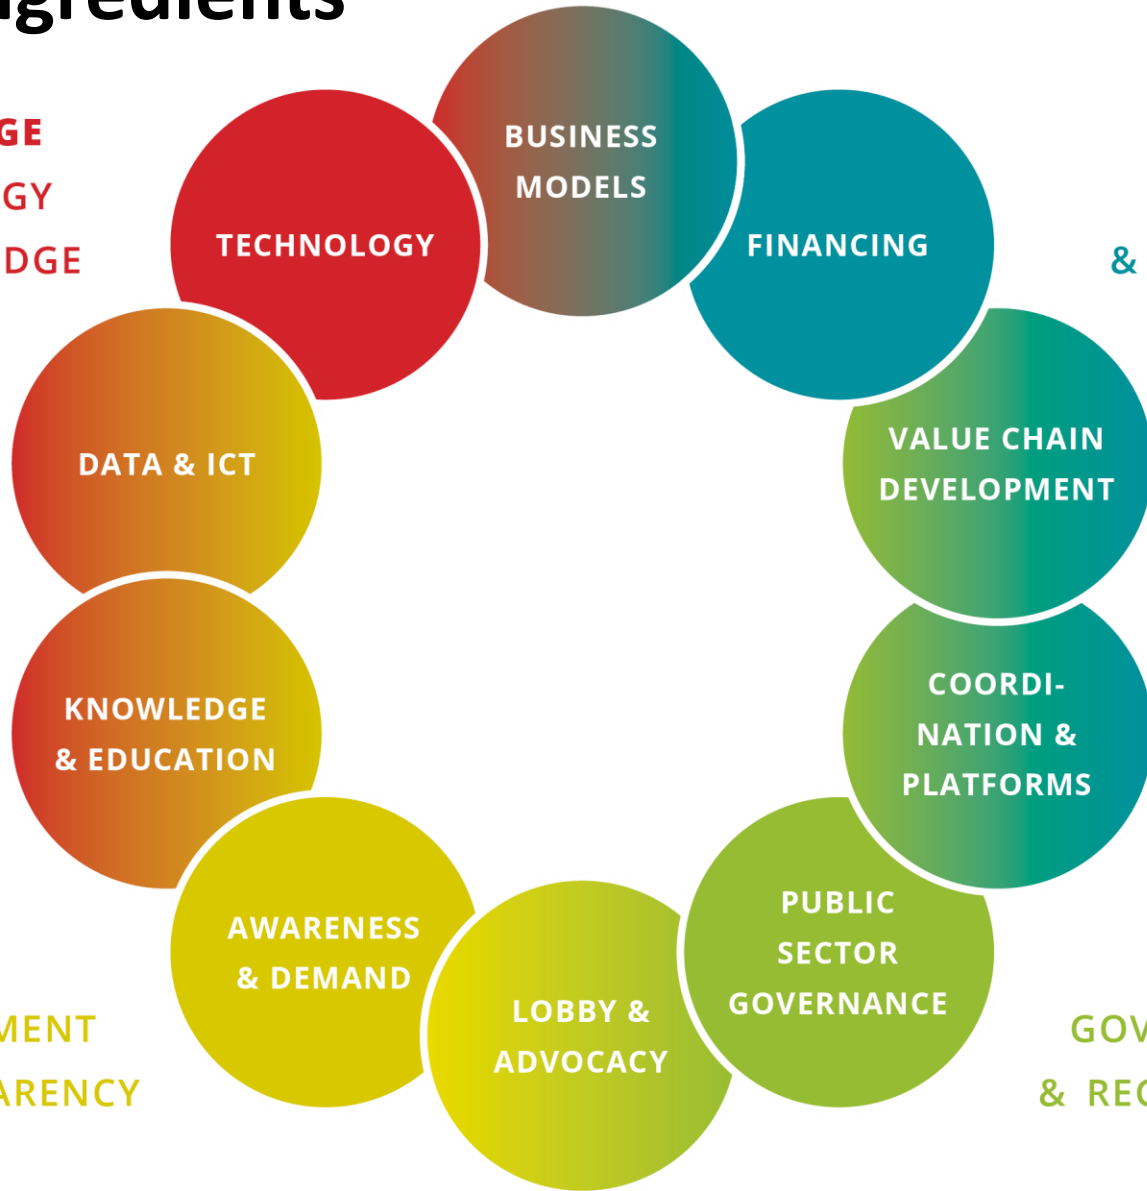 BUSINESS
MODELS
TECHNOLOGY
FINANCING
&
DATA & ICT
VALUE CHAIN
DEVELOPMENT
KNOWLEDGE
& EDUCATION
COORDI-
NATION &
PLATFORMS
AWARENESS
& DEMAND
LOBBY &
ADVOCACY
PUBLIC
SECTOR
GOVERNANCE
&